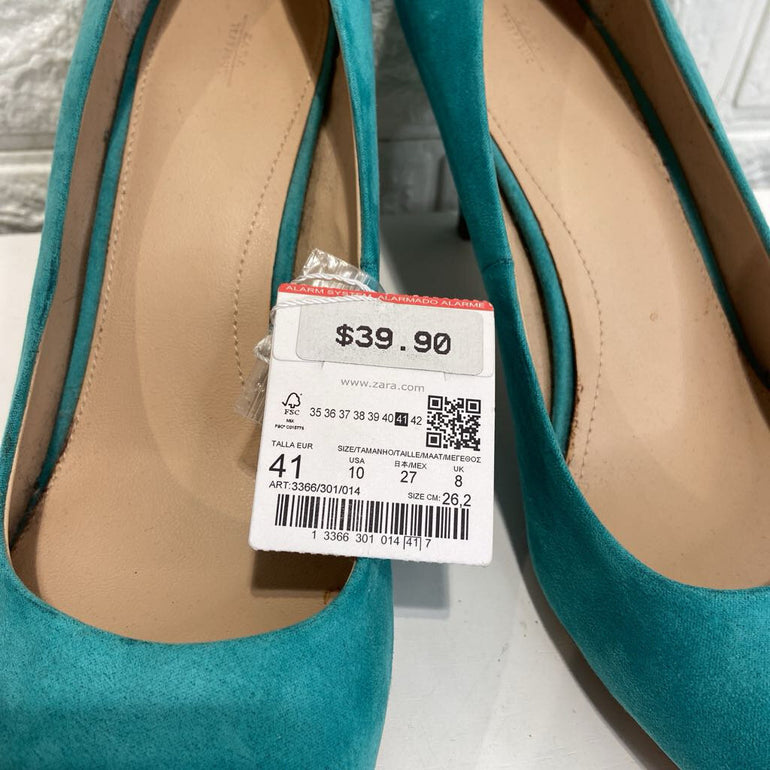 ZARA
ALARM SYSTEM ALARMADO ALARME
$39.90
www.zara.com
FSC
MIX
35 36 37 38 39 40 41 42
TALLA EUR
41
SIZE/TAMANHO/TAILLE/MAAT/ΜΕΓΕΘΟΣ
USA
10
日本/MEX
27
UK
8
ART:3366/301/014
SIZE CM: 26,2
1 3366 301 014 41 7